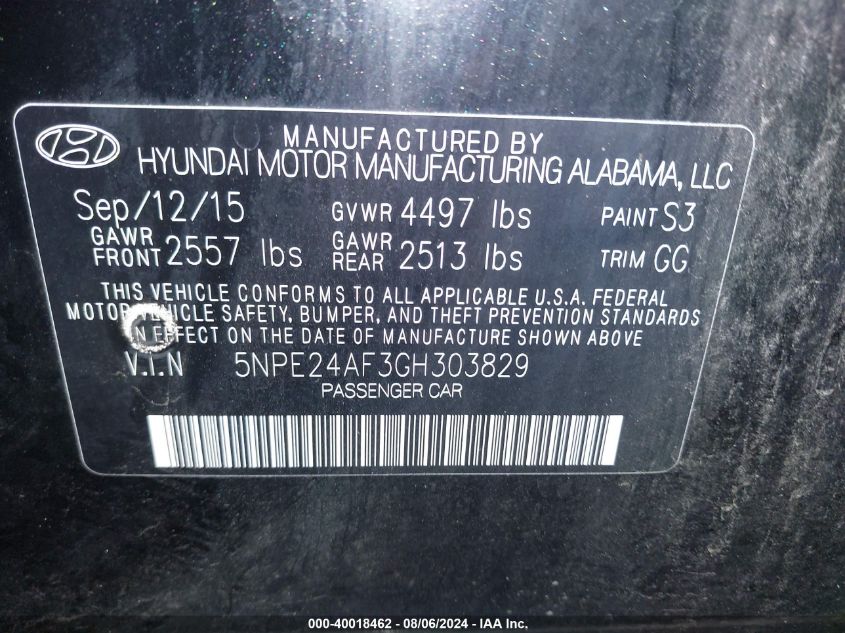 MANUFACTURED BY
HYUNDAI MOTOR MANUFACTURING ALABAMA, LLC
Sep/12/15 GVWR 4497 lbs PAINT S3
GAWR FRONT 2557 lbs GAWR REAR 2513 lbs TRIM GG
THIS VEHICLE CONFORMS TO ALL APPLICABLE U.S.A. FEDERAL
MOTOR VEHICLE SAFETY, BUMPER, AND THEFT PREVENTION STANDARDS
IN EFFECT ON THE DATE OF MANUFACTURE SHOWN ABOVE
V.I.N 5NPE24AF3GH303829
PASSENGER CAR
000-40018462 - 08/06/2024 - IAA Inc.